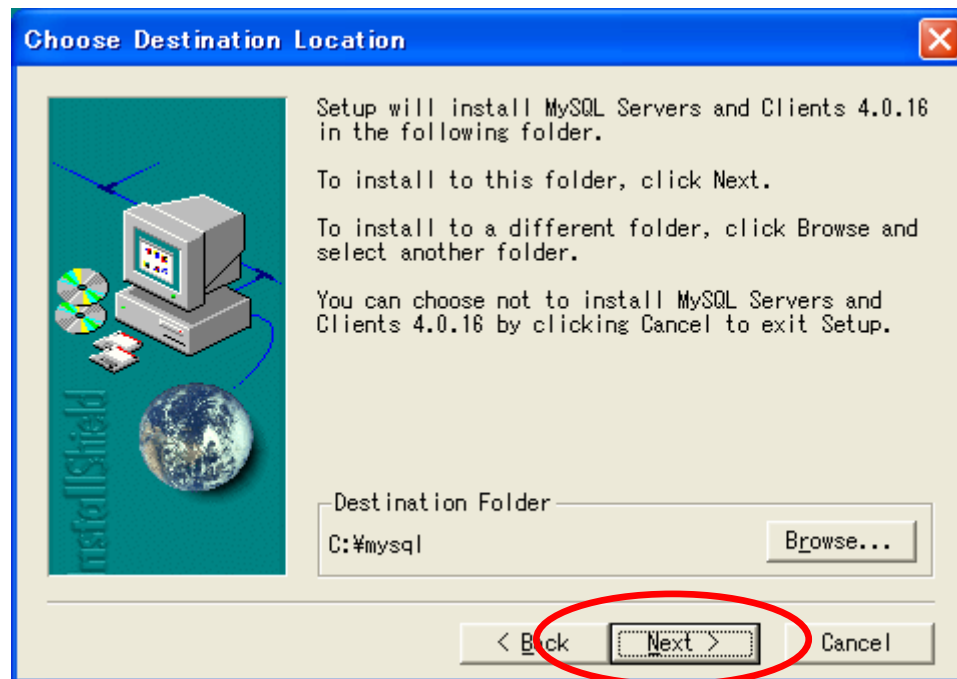 Choose Destination Location
Setup will install MySQL Servers and Clients 4.0.16
in the following folder.
To install to this folder, click Next.
To install to a different folder, click Browse and
select another folder.
You can choose not to install MySQL Servers and
Clients 4.0.16 by clicking Cancel to exit Setup.
InstallShield
Destination Folder
C:¥mysql
Browse...
< Back Next > Cancel